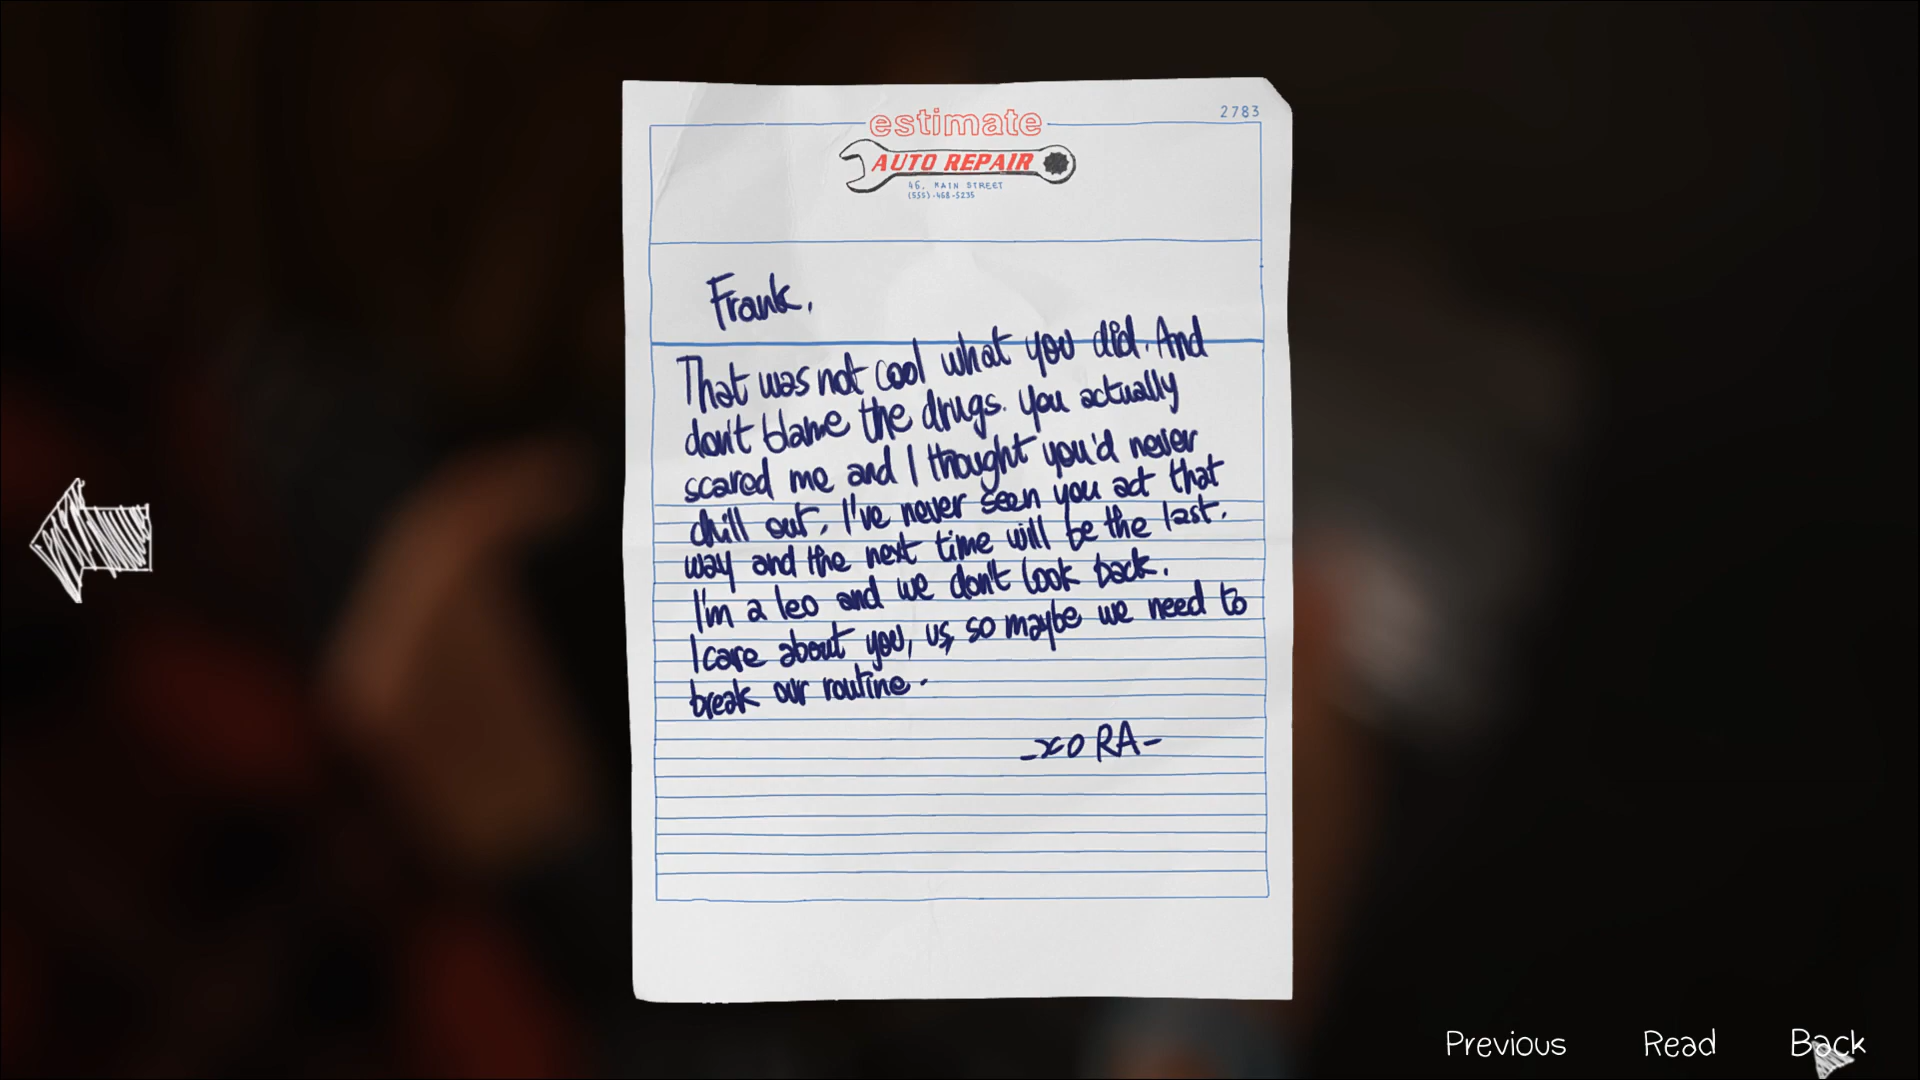 2783
estimate
AUTO REPAIR
46, MAIN STREET
(555)-468-5235
Frank,
That was not cool what you did. And
don't blame the drugs. You actually
scared me and I thought you'd never
chill out. I've never seen you act that
way and the next time will be the last.
I'm a leo and we don't look back.
I care about you, us, so maybe we need to
break our routine.
-XO RA-
Previous Read Back